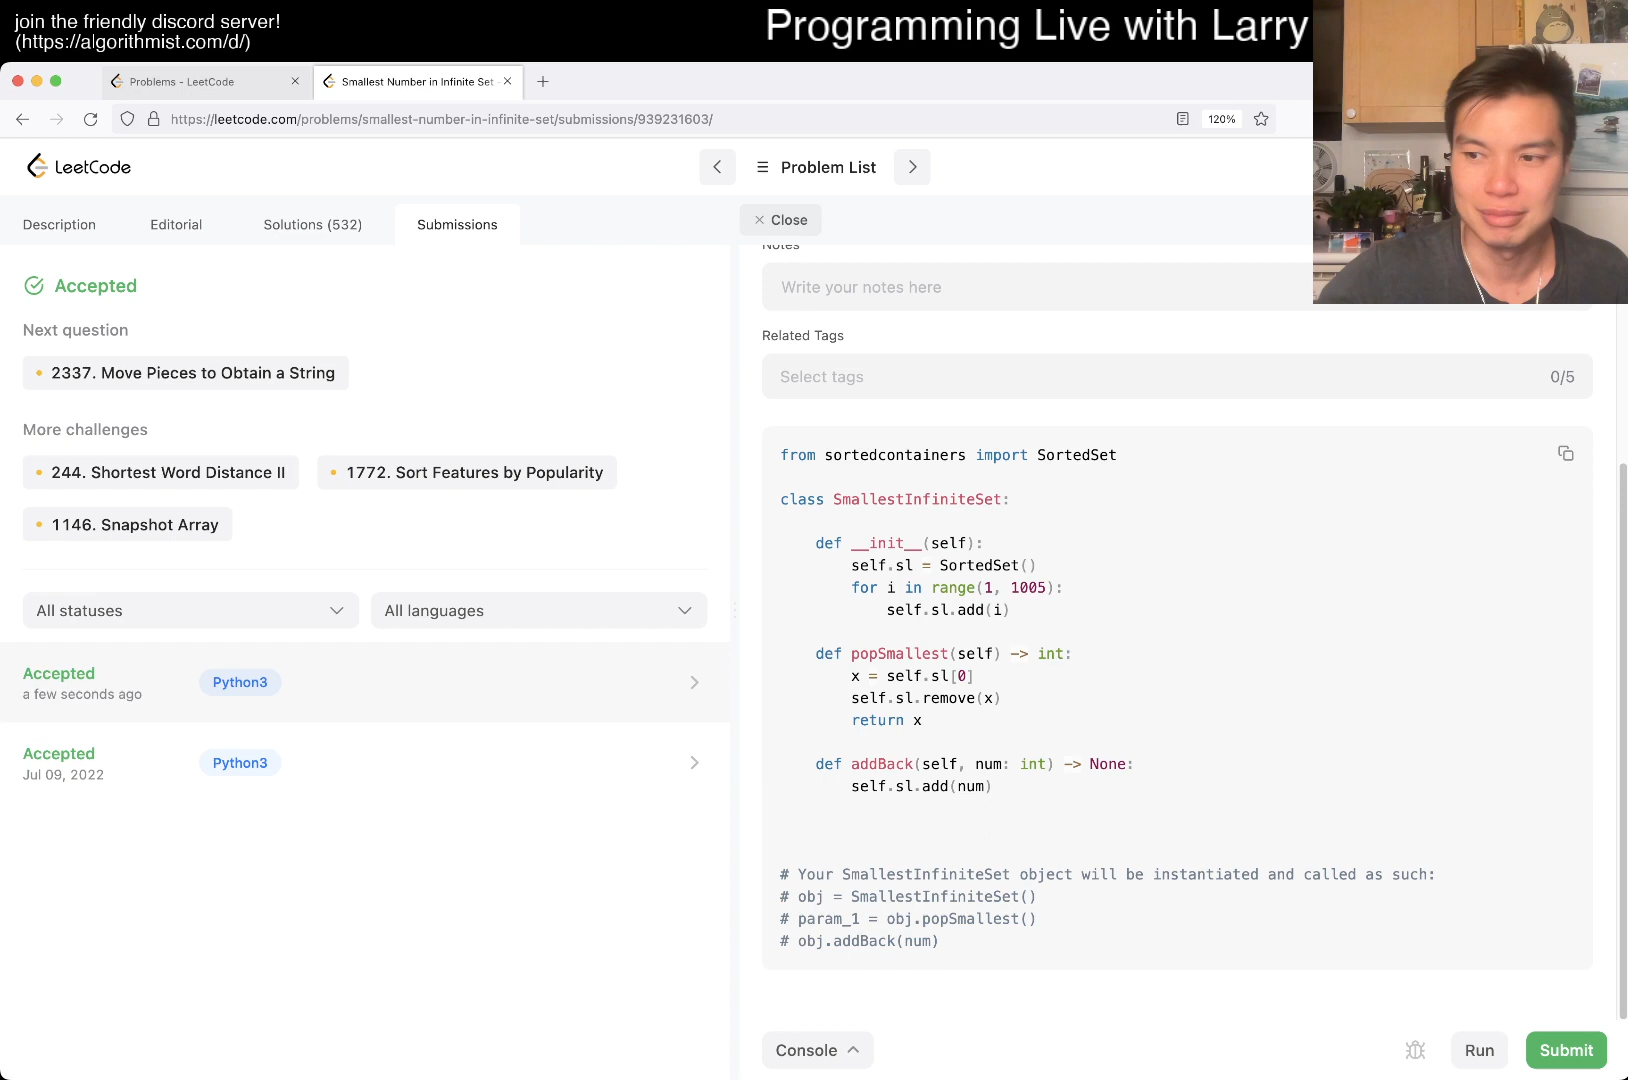 join the friendly discord server!
(https://algorithmist.com/d/)
Programming Live with Larry
Problems - LeetCode
Smallest Number in Infinite Set -
https://leetcode.com/problems/smallest-number-in-infinite-set/submissions/939231603/
120%
LeetCode
Problem List
Description
Editorial
Solutions (532)
Submissions
Close
Accepted
Next question
2337. Move Pieces to Obtain a String
More challenges
244. Shortest Word Distance II
1772. Sort Features by Popularity
1146. Snapshot Array
All statuses
All languages
Accepted
a few seconds ago
Python3
Accepted
Jul 09, 2022
Python3
Notes
Write your notes here
Related Tags
Select tags
0/5
from sortedcontainers import SortedSet
class SmallestInfiniteSet:
def __init__(self):
self.sl = SortedSet()
for i in range(1, 1005):
self.sl.add(i)
def popSmallest(self) -> int:
x = self.sl[0]
self.sl.remove(x)
return x
def addBack(self, num: int) -> None:
self.sl.add(num)
# Your SmallestInfiniteSet object will be instantiated and called as such:
# obj = SmallestInfiniteSet()
# param_1 = obj.popSmallest()
# obj.addBack(num)
Console
Run
Submit